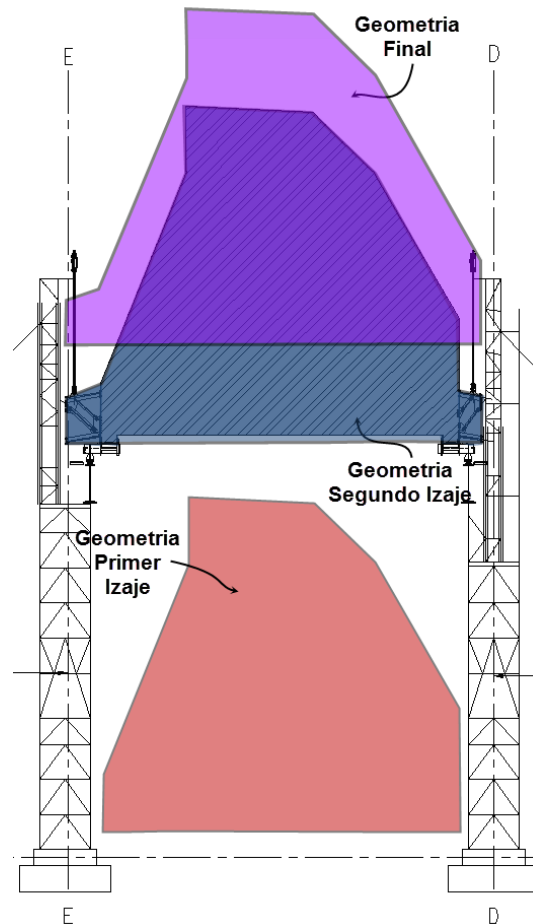 Geometria
Final
E
D
Geometria
Segundo Izaje
Geometria
Primer
Izaje
E
D